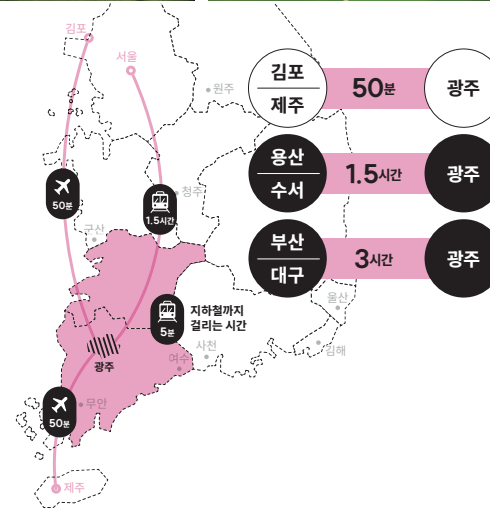 김포
서울
원주
50분
1.5시간
청주
군산
5분
지하철까지
걸리는 시간
울산
사천
김해
여수
광주
무안
50분
제주
김포
제주
50분
광주
용산
수서
1.5시간
광주
부산
대구
3시간
광주